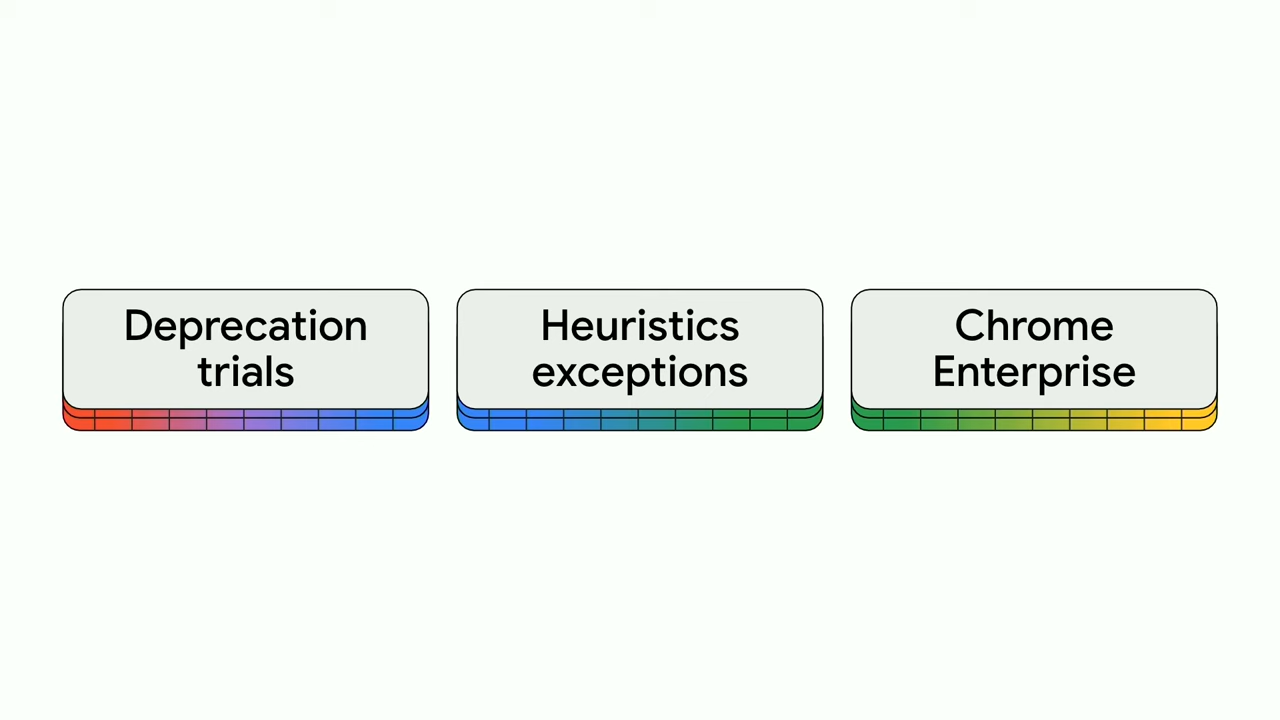 Deprecation
trials
Heuristics
exceptions
Chrome
Enterprise